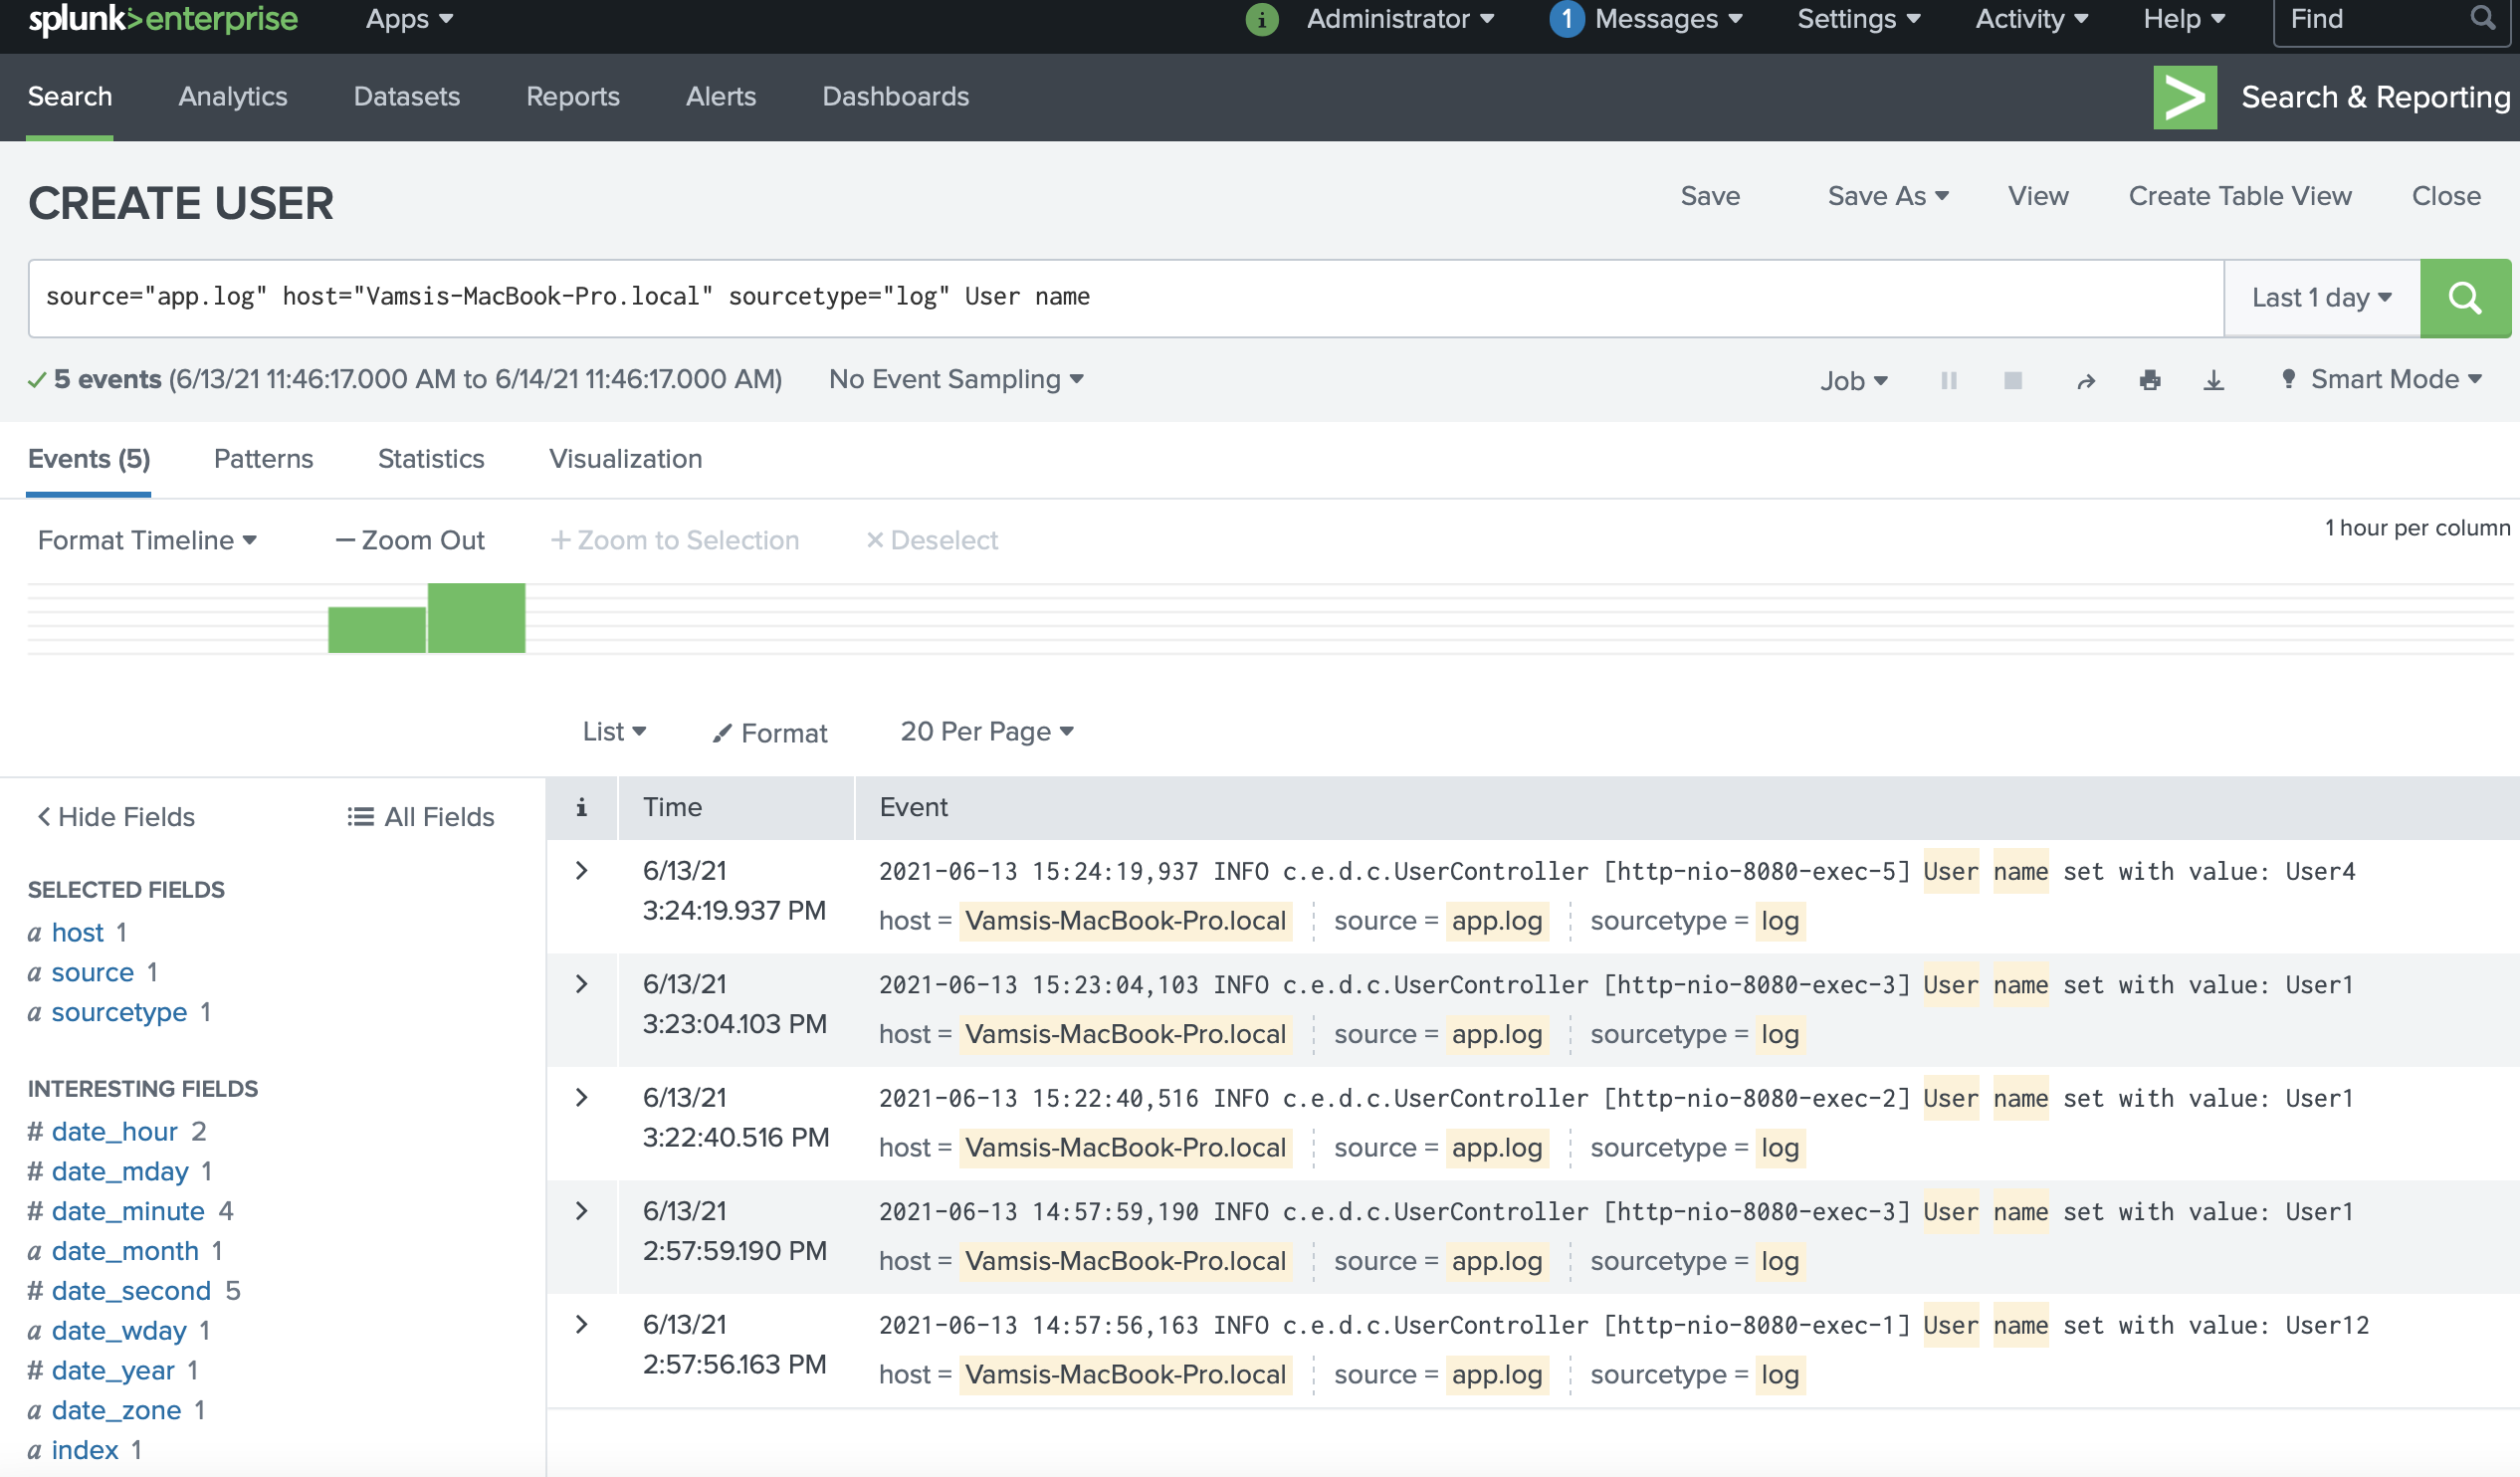 splunk>enterprise Apps Administrator 1 Messages Settings Activity Help Find
Search Analytics Datasets Reports Alerts Dashboards Search & Reporting
CREATE USER Save Save As View Create Table View Close
source="app.log" host="Vamsis-MacBook-Pro.local" sourcetype="log" User name Last 1 day
5 events (6/13/21 11:46:17.000 AM to 6/14/21 11:46:17.000 AM) No Event Sampling Job Smart Mode
Events (5) Patterns Statistics Visualization
Format Timeline — Zoom Out + Zoom to Selection × Deselect 1 hour per column
List Format 20 Per Page
< Hide Fields All Fields
SELECTED FIELDS
a host 1
a source 1
a sourcetype 1
INTERESTING FIELDS
# date_hour 2
# date_mday 1
# date_minute 4
a date_month 1
# date_second 5
a date_wday 1
# date_year 1
a date_zone 1
a index 1
i Time Event
6/13/21 2021-06-13 15:24:19,937 INFO c.e.d.c.UserController [http-nio-8080-exec-5] User name set with value: User4
3:24:19.937 PM host = Vamsis-MacBook-Pro.local source = app.log sourcetype = log
6/13/21 2021-06-13 15:23:04,103 INFO c.e.d.c.UserController [http-nio-8080-exec-3] User name set with value: User1
3:23:04.103 PM host = Vamsis-MacBook-Pro.local source = app.log sourcetype = log
6/13/21 2021-06-13 15:22:40,516 INFO c.e.d.c.UserController [http-nio-8080-exec-2] User name set with value: User1
3:22:40.516 PM host = Vamsis-MacBook-Pro.local source = app.log sourcetype = log
6/13/21 2021-06-13 14:57:59,190 INFO c.e.d.c.UserController [http-nio-8080-exec-3] User name set with value: User1
2:57:59.190 PM host = Vamsis-MacBook-Pro.local source = app.log sourcetype = log
6/13/21 2021-06-13 14:57:56,163 INFO c.e.d.c.UserController [http-nio-8080-exec-1] User name set with value: User12
2:57:56.163 PM host = Vamsis-MacBook-Pro.local source = app.log sourcetype = log